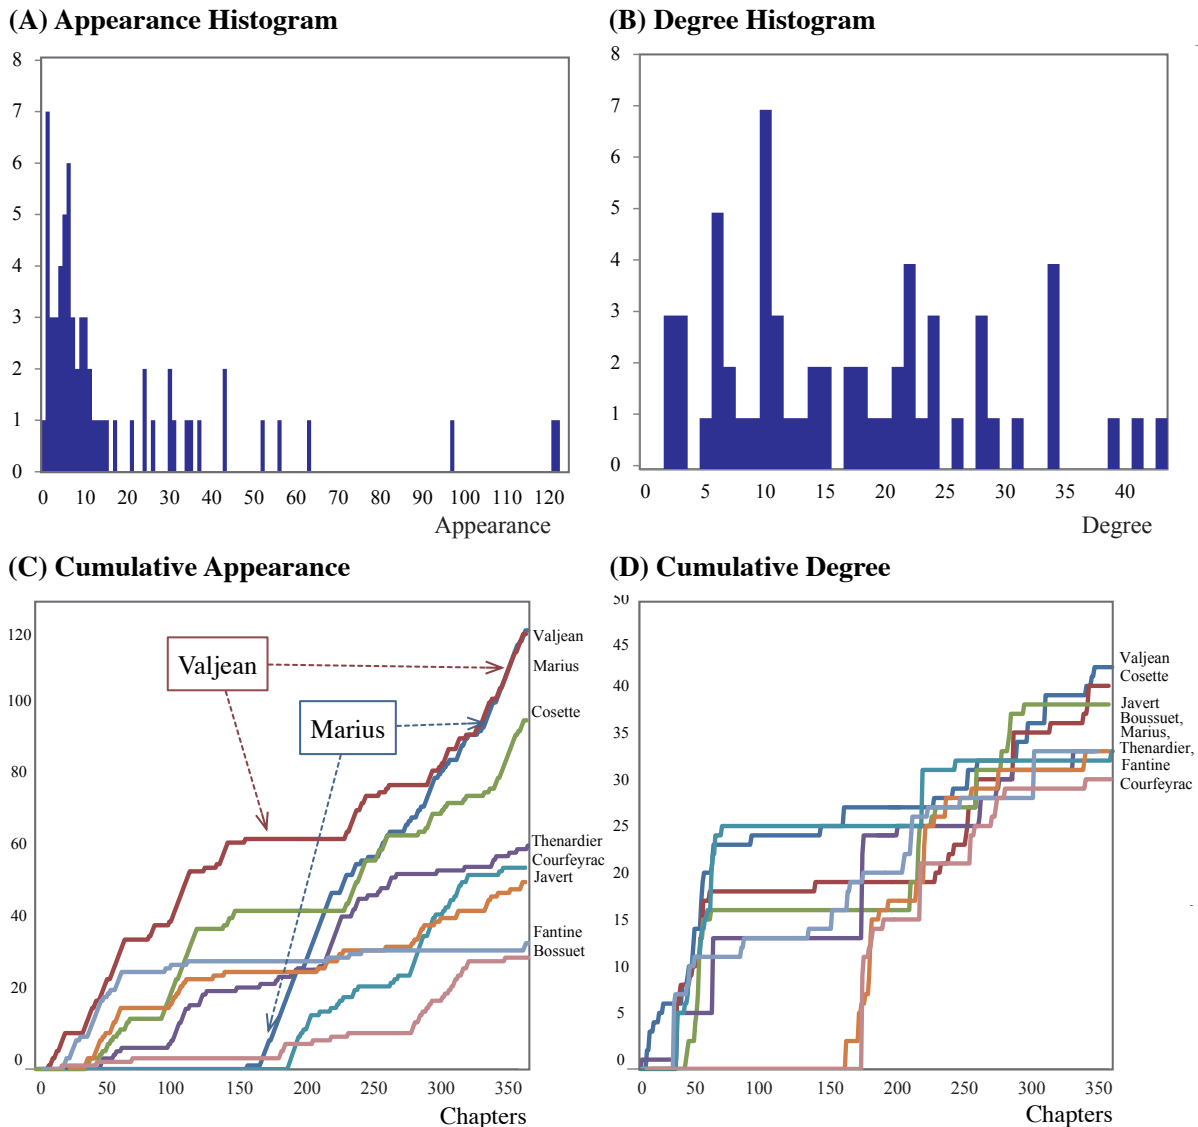 (A) Appearance Histogram
8
7
6
5
4
3
2
1
0
0 10 20 30 40 50 60 70 80 90 100 110 120
Appearance
(B) Degree Histogram
8
7
6
5
4
3
2
1
0
0 5 10 15 20 25 30 35 40
Degree
(C) Cumulative Appearance
120
100
80
60
40
20
0
Valjean
Marius
Valjean
Marius
Cosette
Thenardier
Courfeyrac
Javert
Fantine
Bossuet
0 50 100 150 200 250 300 350
Chapters
(D) Cumulative Degree
50
45
40
35
30
25
20
15
10
5
0
Valjean
Cosette
Javert
Boussuet,
Marius,
Thenardier,
Fantine
Courfeyrac
0 50 100 150 200 250 300 350
Chapters